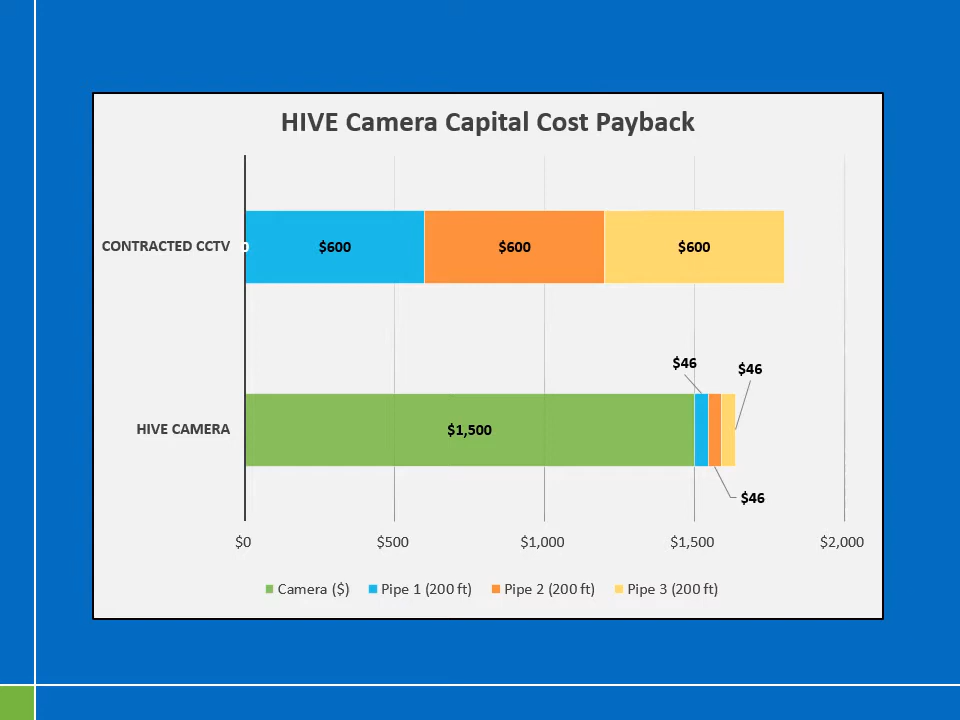 HIVE Camera Capital Cost Payback
CONTRACTED CCTV
0
$600
$600
$600
$46
$46
HIVE CAMERA
$1,500
$46
$0
$500
$1,000
$1,500
$2,000
Camera ($)
Pipe 1 (200 ft)
Pipe 2 (200 ft)
Pipe 3 (200 ft)